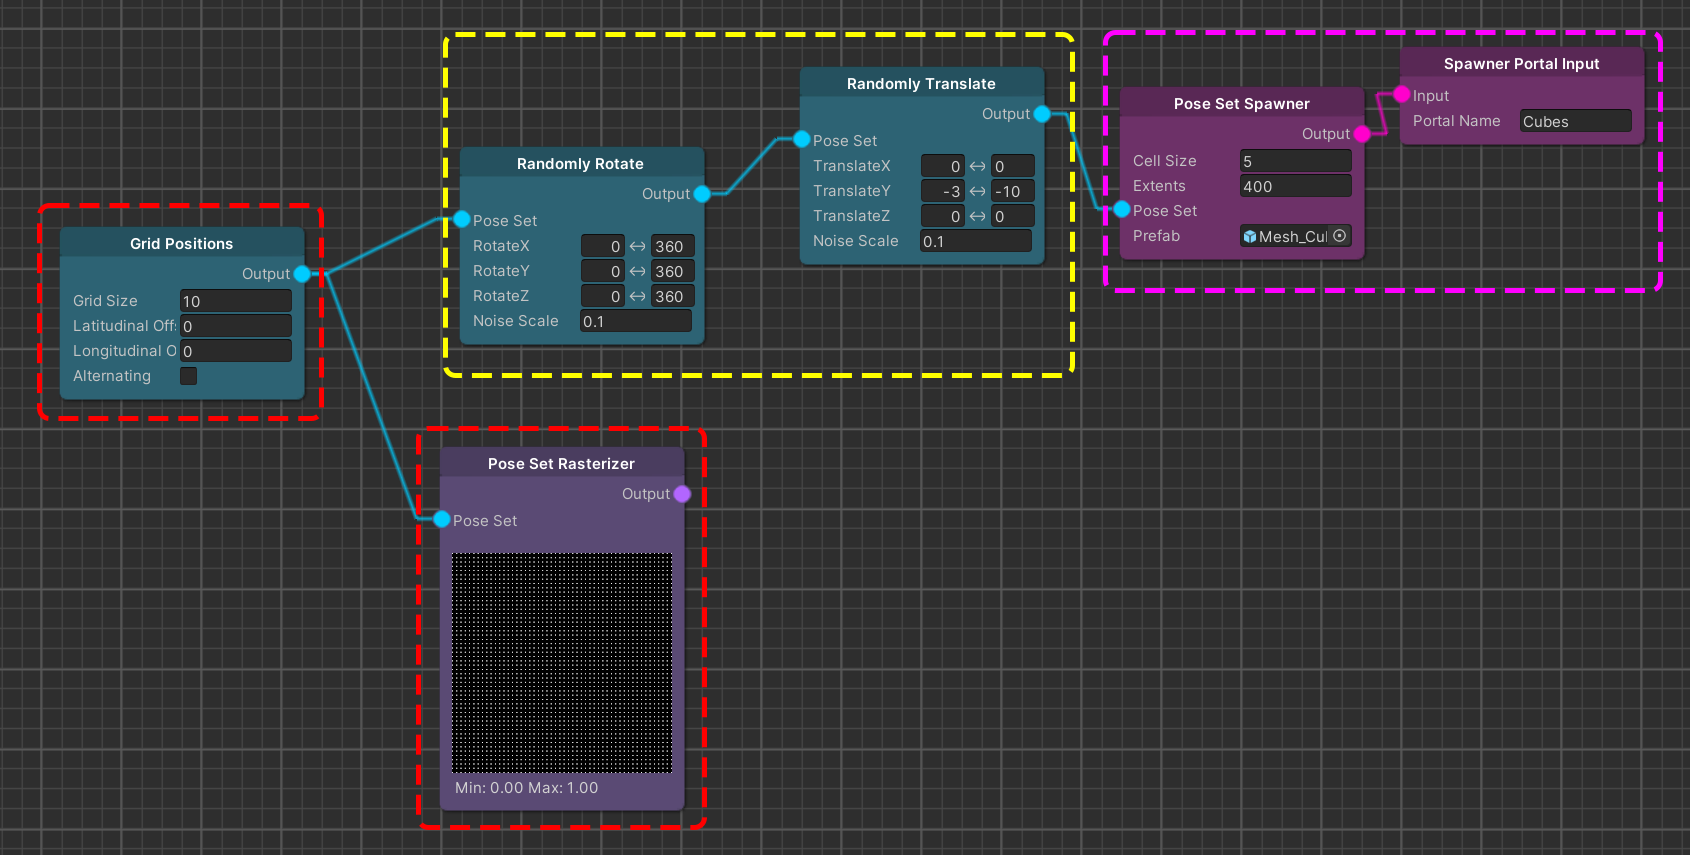 Grid Positions
Output
Grid Size 10
Latitudinal Off: 0
Longitudinal O 0
Alternating
Randomly Rotate
Output
Pose Set
RotateX 0 ↔ 360
RotateY 0 ↔ 360
RotateZ 0 ↔ 360
Noise Scale 0.1
Randomly Translate
Output
Pose Set
TranslateX 0 ↔ 0
TranslateY -3 ↔ -10
TranslateZ 0 ↔ 0
Noise Scale 0.1
Pose Set Spawner
Output
Cell Size 5
Extents 400
Pose Set
Prefab Mesh_Cul
Spawner Portal Input
Input
Portal Name Cubes
Pose Set Rasterizer
Output
Pose Set
Min: 0.00 Max: 1.00